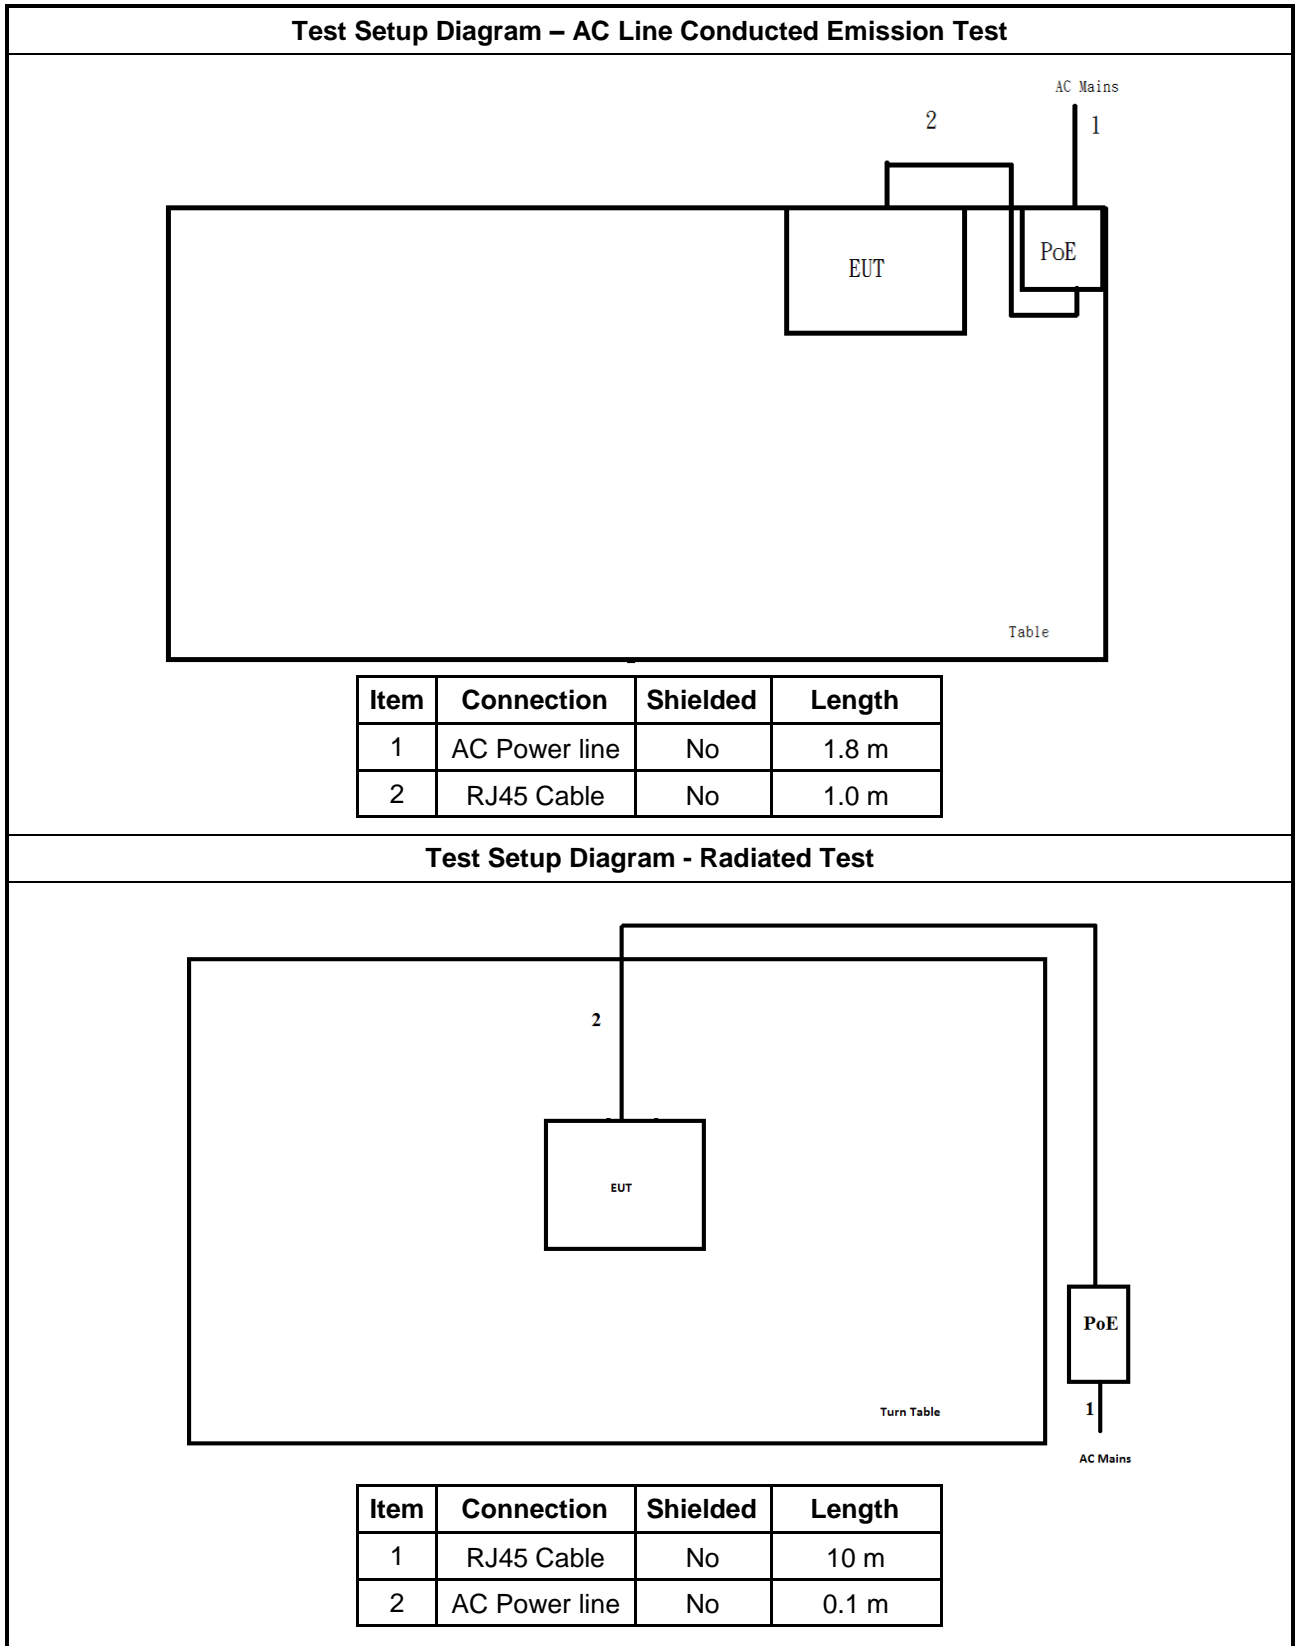 Test Setup Diagram – AC Line Conducted Emission Test
AC Mains
2
1
EUT
PoE
Table
Item Connection Shielded Length
1 AC Power line No 1.8 m
2 RJ45 Cable No 1.0 m
Test Setup Diagram - Radiated Test
2
EUT
PoE
Turn Table
1
AC Mains
Item Connection Shielded Length
1 RJ45 Cable No 10 m
2 AC Power line No 0.1 m